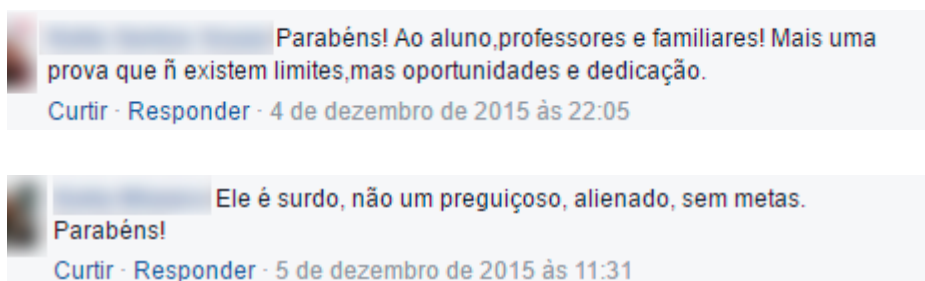 Parabéns! Ao aluno,professores e familiares! Mais uma
prova que ñ existem limites,mas oportunidades e dedicação.
Curtir · Responder · 4 de dezembro de 2015 às 22:05
Ele é surdo, não um preguiçoso, alienado, sem metas.
Parabéns!
Curtir · Responder · 5 de dezembro de 2015 às 11:31